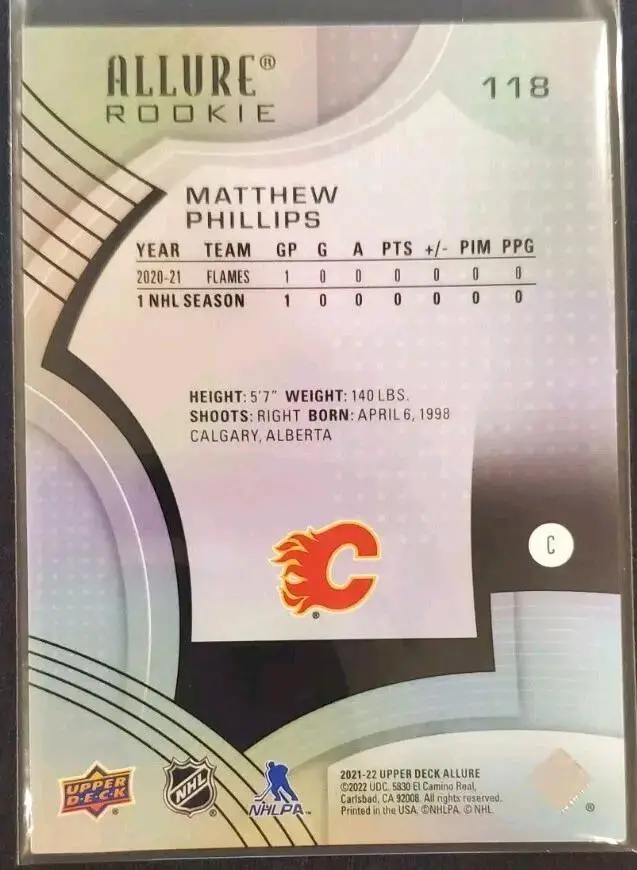 ALLURE®
ROOKIE
118
MATTHEW
PHILLIPS
YEAR TEAM GP G A PTS +/- PIM PPG
2020-21 FLAMES 1 0 0 0 0 0 0
1 NHL SEASON 1 0 0 0 0 0 0
HEIGHT: 5'7" WEIGHT: 140 LBS.
SHOOTS: RIGHT BORN: APRIL 6, 1998
CALGARY, ALBERTA
C
C
®
UPPER
D·E·C·K
®
NHL
®
NHLPA™
2021-22 UPPER DECK ALLURE
©2022 UDC. 5830 El Camino Real,
Carlsbad, CA 92008. All rights reserved.
Printed in the USA. ©NHLPA. © NHL.
®